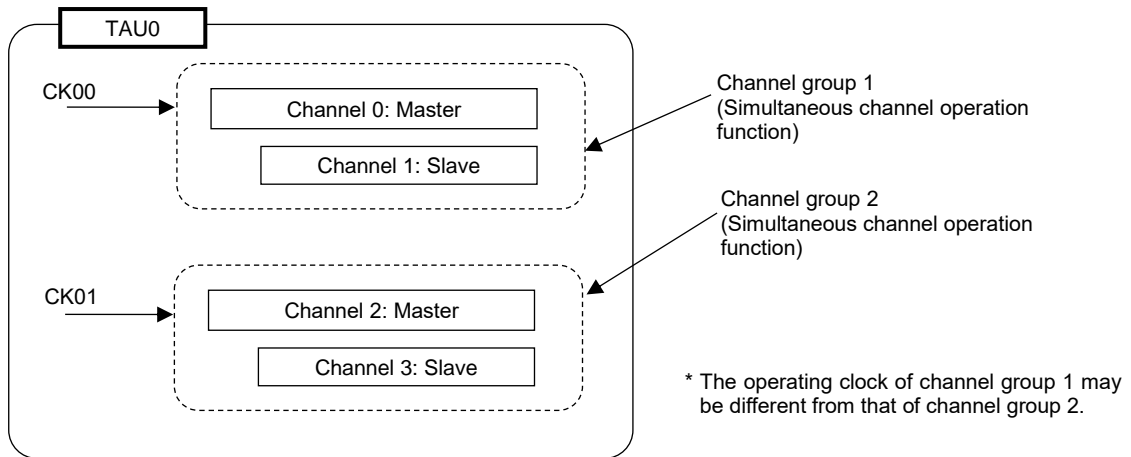 TAU0
CK00
Channel 0: Master
Channel 1: Slave
Channel group 1
(Simultaneous channel operation
function)
Channel group 2
(Simultaneous channel operation
function)
CK01
Channel 2: Master
Channel 3: Slave
* The operating clock of channel group 1 may
be different from that of channel group 2.